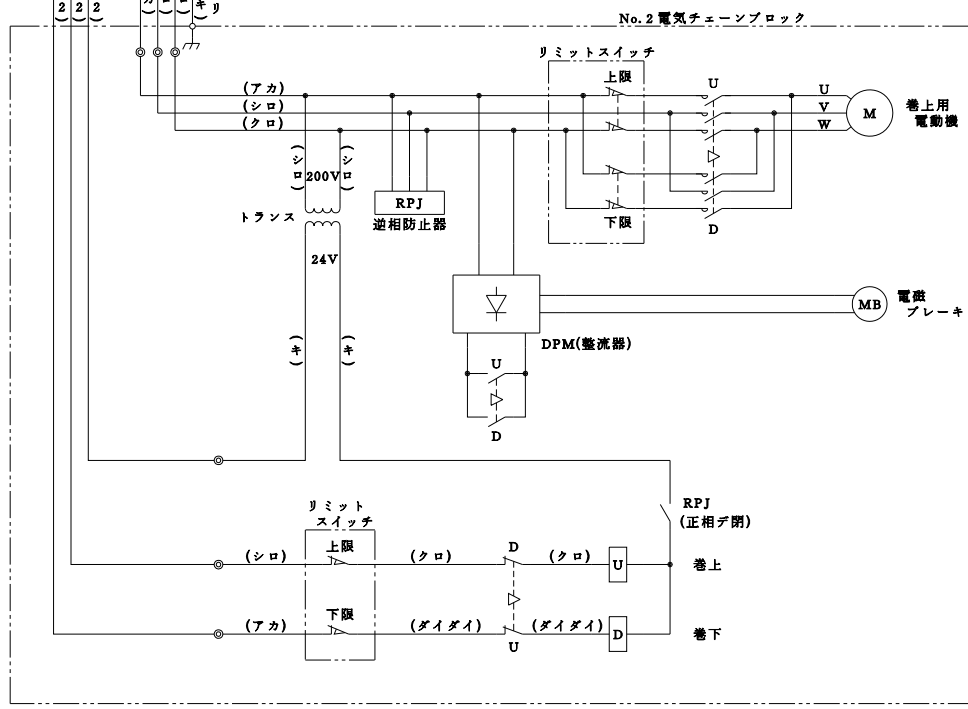 2 2 2
No. 2 電気チェーンブロック
リミットスイッチ
(アカ)
(シロ)
(クロ)
上限
U
U
V
W
M
巻上用
電動機
(シロ)
200V
(シロ)
トランス
24V
RPJ
逆相防止器
下限
D
MB
電磁
ブレーキ
DPM(整流器)
(キ)
(キ)
U
D
RPJ
(正相デ閉)
リミット
スイッチ
上限
(シロ)
(クロ)
D
(クロ)
U
巻上
下限
(アカ)
(ダイダイ)
U
(ダイダイ)
D
巻下